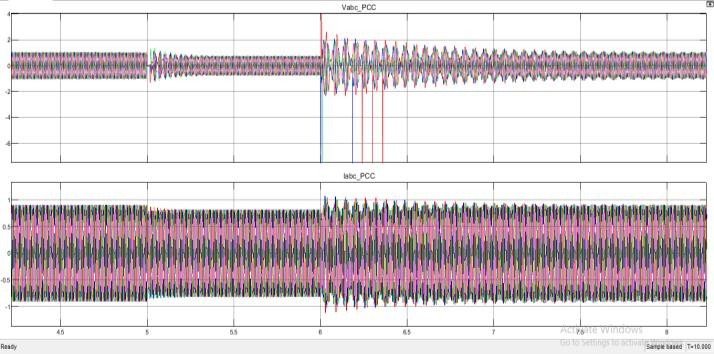 Vabc_PCC
4
2
0
-2
-4
-6
Iabc_PCC
1
0.5
0
-0.5
-1
4.5 5 5.5 6 6.5 7 7.5 8
Activate Windows
Go to Settings to activate Windows.
Ready Sample based T=10.000